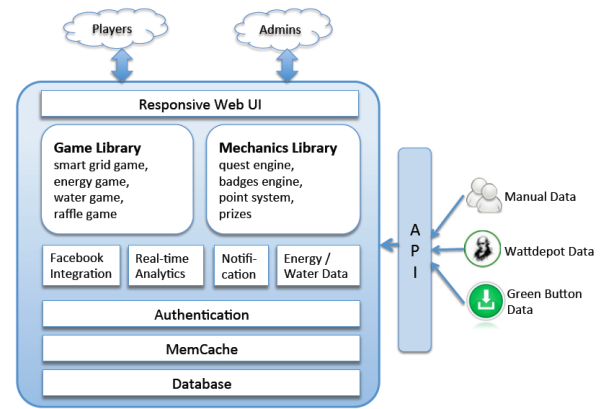 Players
Admins
Responsive Web UI
Game Library
smart grid game,
energy game,
water game,
raffle game
Mechanics Library
quest engine,
badges engine,
point system,
prizes
Facebook
Integration
Real-time
Analytics
Notifi-
cation
Energy /
Water Data
Authentication
MemCache
Database
A
P
I
Manual Data
Wattdepot Data
Green Button
Data